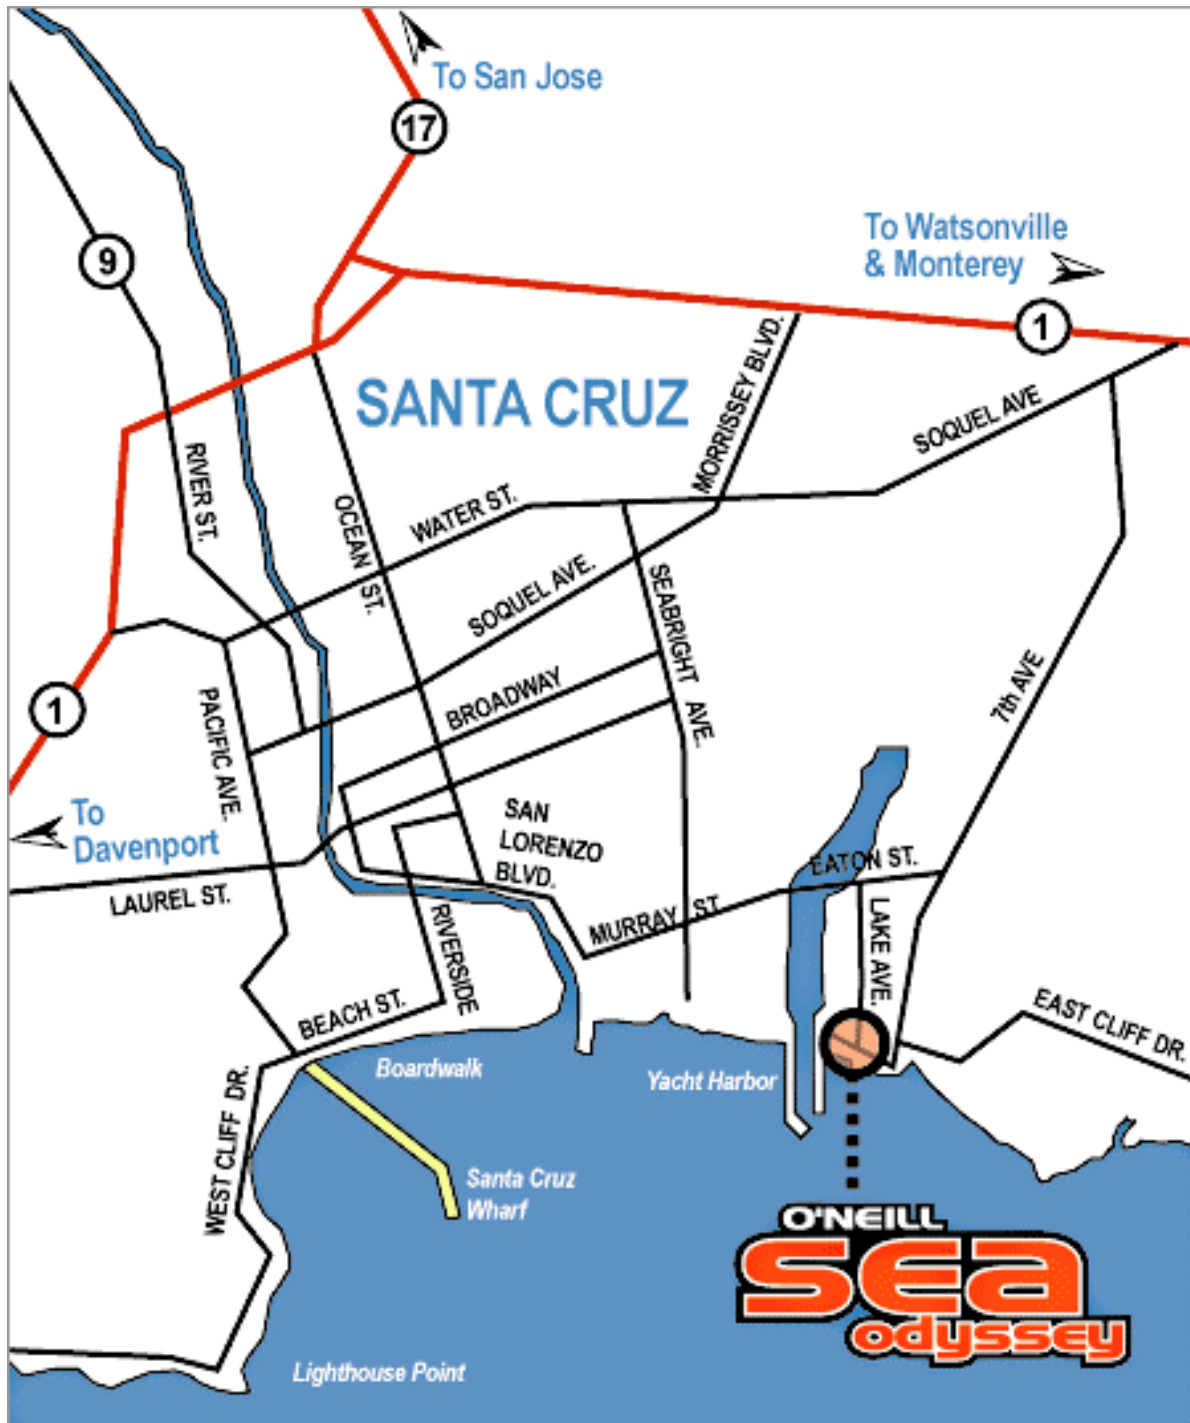 To San Jose
17
To Watsonville
& Monterey
9
1
SANTA CRUZ
MORRISSEY BLVD.
SOQUEL AVE
RIVER ST.
OCEAN ST.
WATER ST.
SOQUEL AVE.
SEABRIGHT AVE.
BROADWAY
7th AVE
1
PACIFIC AVE.
To
Davenport
SAN
LORENZO
BLVD.
EATON ST.
LAUREL ST.
RIVERSIDE
MURRAY ST.
LAKE AVE.
BEACH ST.
EAST CLIFF DR.
Boardwalk
Yacht Harbor
WEST CLIFF DR.
Santa Cruz
Wharf
O'NEILL
sea
odyssey
Lighthouse Point